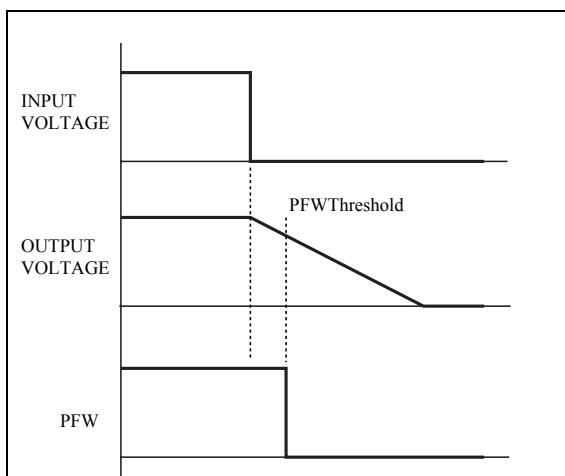 INPUT
VOLTAGE
PFWThreshold
OUTPUT
VOLTAGE
PFW